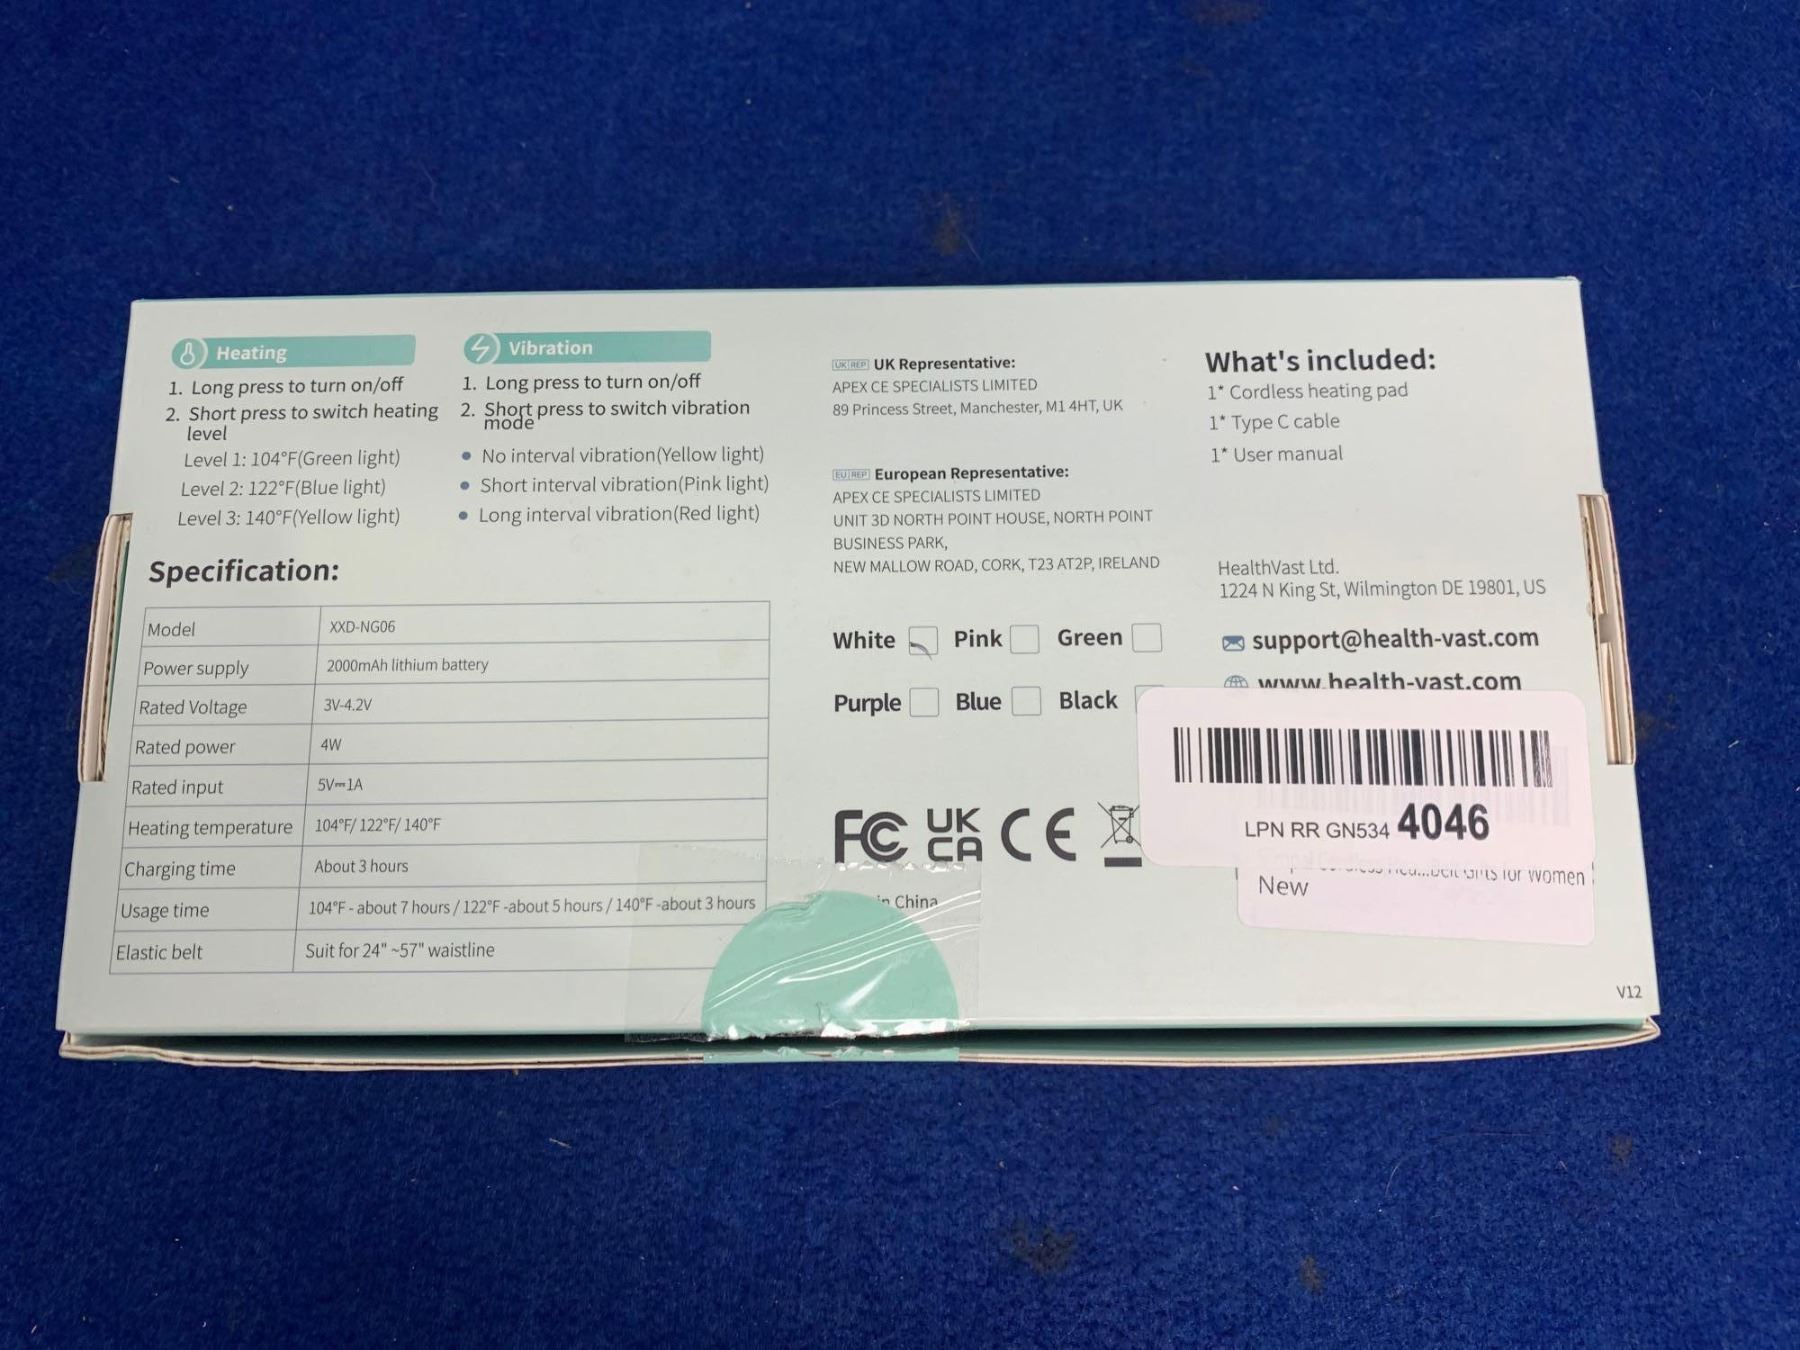 Heating
1. Long press to turn on/off
2. Short press to switch heating
level
Level 1: 104°F(Green light)
Level 2: 122°F(Blue light)
Level 3: 140°F(Yellow light)
Vibration
1. Long press to turn on/off
2. Short press to switch vibration
mode
• No interval vibration(Yellow light)
• Short interval vibration(Pink light)
• Long interval vibration(Red light)
Specification:
Model XXD-NG06
Power supply 2000mAh lithium battery
Rated Voltage 3V-4.2V
Rated power 4W
Rated input 5V⎓1A
Heating temperature 104°F/ 122°F/ 140°F
Charging time About 3 hours
Usage time 104°F - about 7 hours / 122°F -about 5 hours / 140°F -about 3 hours
Elastic belt Suit for 24" ~57" waistline
UK REP UK Representative:
APEX CE SPECIALISTS LIMITED
89 Princess Street, Manchester, M1 4HT, UK
EU REP European Representative:
APEX CE SPECIALISTS LIMITED
UNIT 3D NORTH POINT HOUSE, NORTH POINT
BUSINESS PARK,
NEW MALLOW ROAD, CORK, T23 AT2P, IRELAND
White Pink Green
Purple Blue Black
FC UK CA CE
China
What's included:
1* Cordless heating pad
1* Type C cable
1* User manual
HealthVast Ltd.
1224 N King St, Wilmington DE 19801, US
support@health-vast.com
www.health-vast.com
LPN RR GN534 4046
Gifts for Women
New
V12